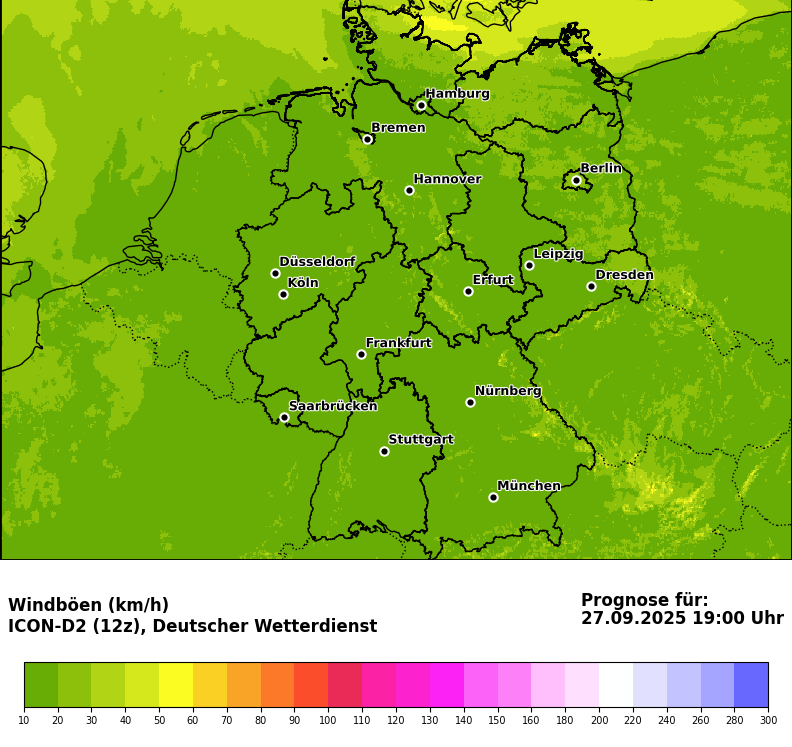 Hamburg
Bremen
Berlin
Hannover
Leipzig
Düsseldorf
Dresden
Köln
Erfurt
Frankfurt
Nürnberg
Saarbrücken
Stuttgart
München
Windböen (km/h)
ICON-D2 (12z), Deutscher Wetterdienst
Prognose für:
27.09.2025 19:00 Uhr
10 20 30 40 50 60 70 80 90 100 110 120 130 140 150 160 180 200 220 240 260 280 300